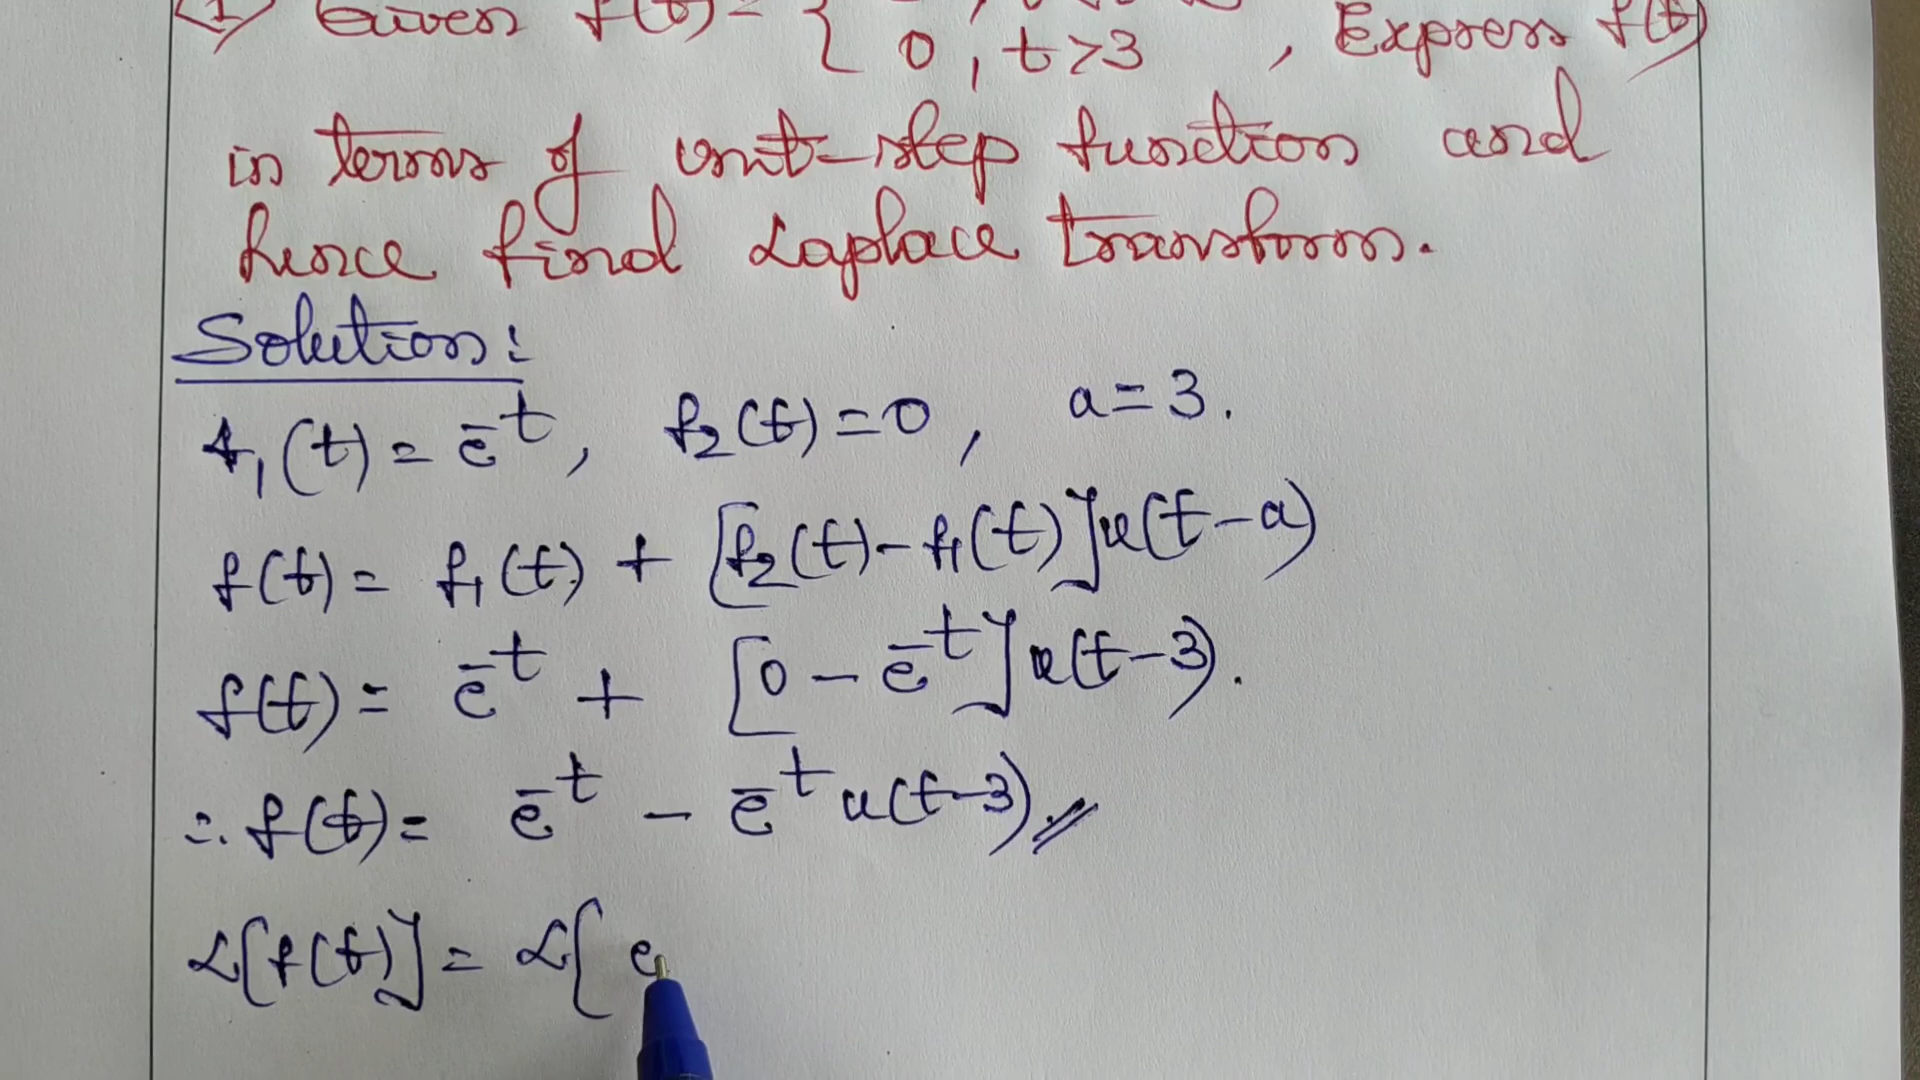 1) Given f(t) = {
0, t>3 , Express f(t)
in terms of unit-step function and
hence find Laplace transform.
Solution:
f₁(t) = e⁻ᵗ, f₂(t) = 0, a = 3.
f(t) = f₁(t) + [f₂(t) - f₁(t)]u(t-a)
f(t) = e⁻ᵗ + [0 - e⁻ᵗ]u(t-3).
∴ f(t) = e⁻ᵗ - e⁻ᵗ u(t-3)//
L[f(t)] = L[ e